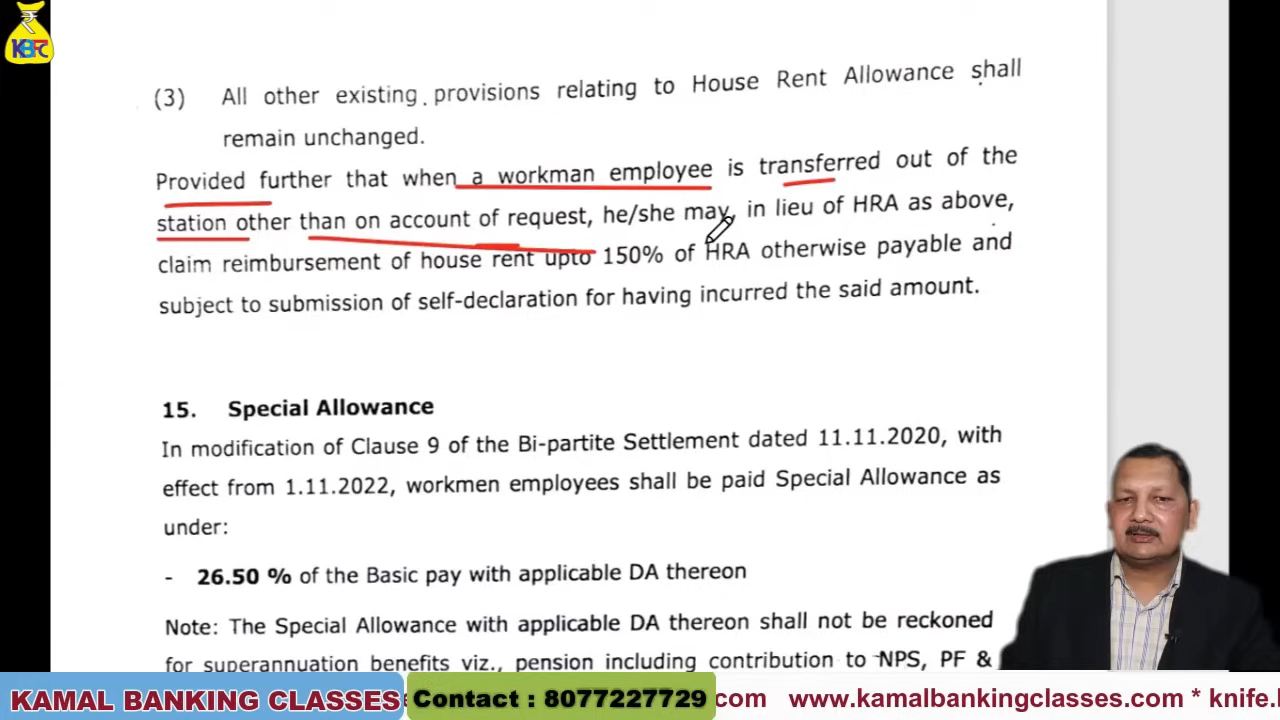 ₹
KBFC
(3) All other existing provisions relating to House Rent Allowance shall
remain unchanged.
Provided further that when a workman employee is transferred out of the
station other than on account of request, he/she may, in lieu of HRA as above,
claim reimbursement of house rent upto 150% of HRA otherwise payable and
subject to submission of self-declaration for having incurred the said amount.
15. Special Allowance
In modification of Clause 9 of the Bi-partite Settlement dated 11.11.2020, with
effect from 1.11.2022, workmen employees shall be paid Special Allowance as
under:
- 26.50 % of the Basic pay with applicable DA thereon
Note: The Special Allowance with applicable DA thereon shall not be reckoned
for superannuation benefits viz., pension including contribution to NPS, PF &
KAMAL BANKING CLASSES Contact : 8077227729 com www.kamalbankingclasses.com * knife.